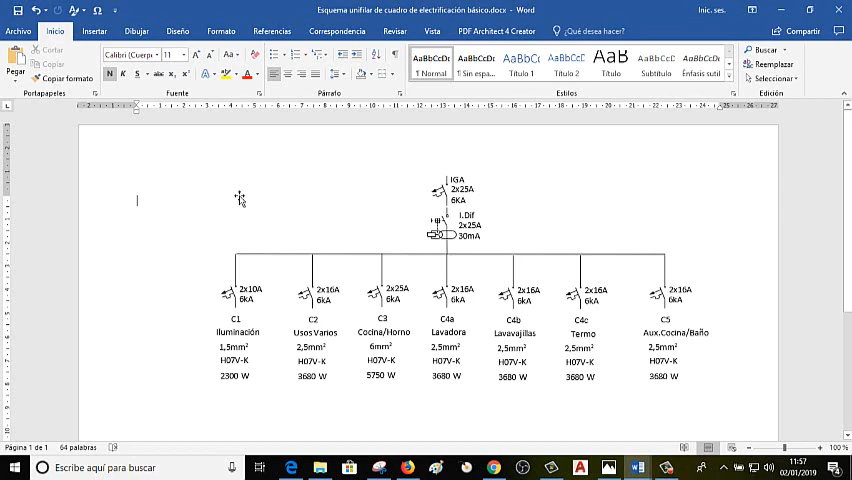 Esquema unifilar de cuadro de electrificación básico.docx - Word
Inic. ses.
Archivo Inicio Insertar Dibujar Diseño Formato Referencias Correspondencia Revisar Vista PDF Architect 4 Creator ¿Qué desea hacer? Compartir
Pegar
Cortar
Copiar
Copiar formato
Portapapeles
Calibri (Cuerpo 11
N K S abc x₂ x²
Fuente
Párrafo
AaBbCcDc AaBbCcDc AaBbCc AaBbCcC AaB AaBbCcD AaBbCcDc
¶ Normal ¶ Sin espa... Título 1 Título 2 Título Subtítulo Énfasis sutil
Estilos
Buscar
Reemplazar
Seleccionar
Edición
IGA
2x25A
6KA
I.Dif
2x25A
30mA
2x10A 2x16A 2x25A 2x16A 2x16A 2x16A 2x16A
6kA 6kA 6kA 6kA 6kA 6kA 6kA
C1 C2 C3 C4a C4b C4c C5
Iluminación Usos Varios Cocina/Horno Lavadora Lavavajillas Termo Aux.Cocina/Baño
1,5mm² 2,5mm² 6mm² 2,5mm² 2,5mm² 2,5mm² 2,5mm²
H07V-K H07V-K H07V-K H07V-K H07V-K H07V-K H07V-K
2300 W 3680 W 5750 W 3680 W 3680 W 3680 W 3680 W
Página 1 de 1 64 palabras 100 %
Escribe aquí para buscar
11:57
02/01/2019